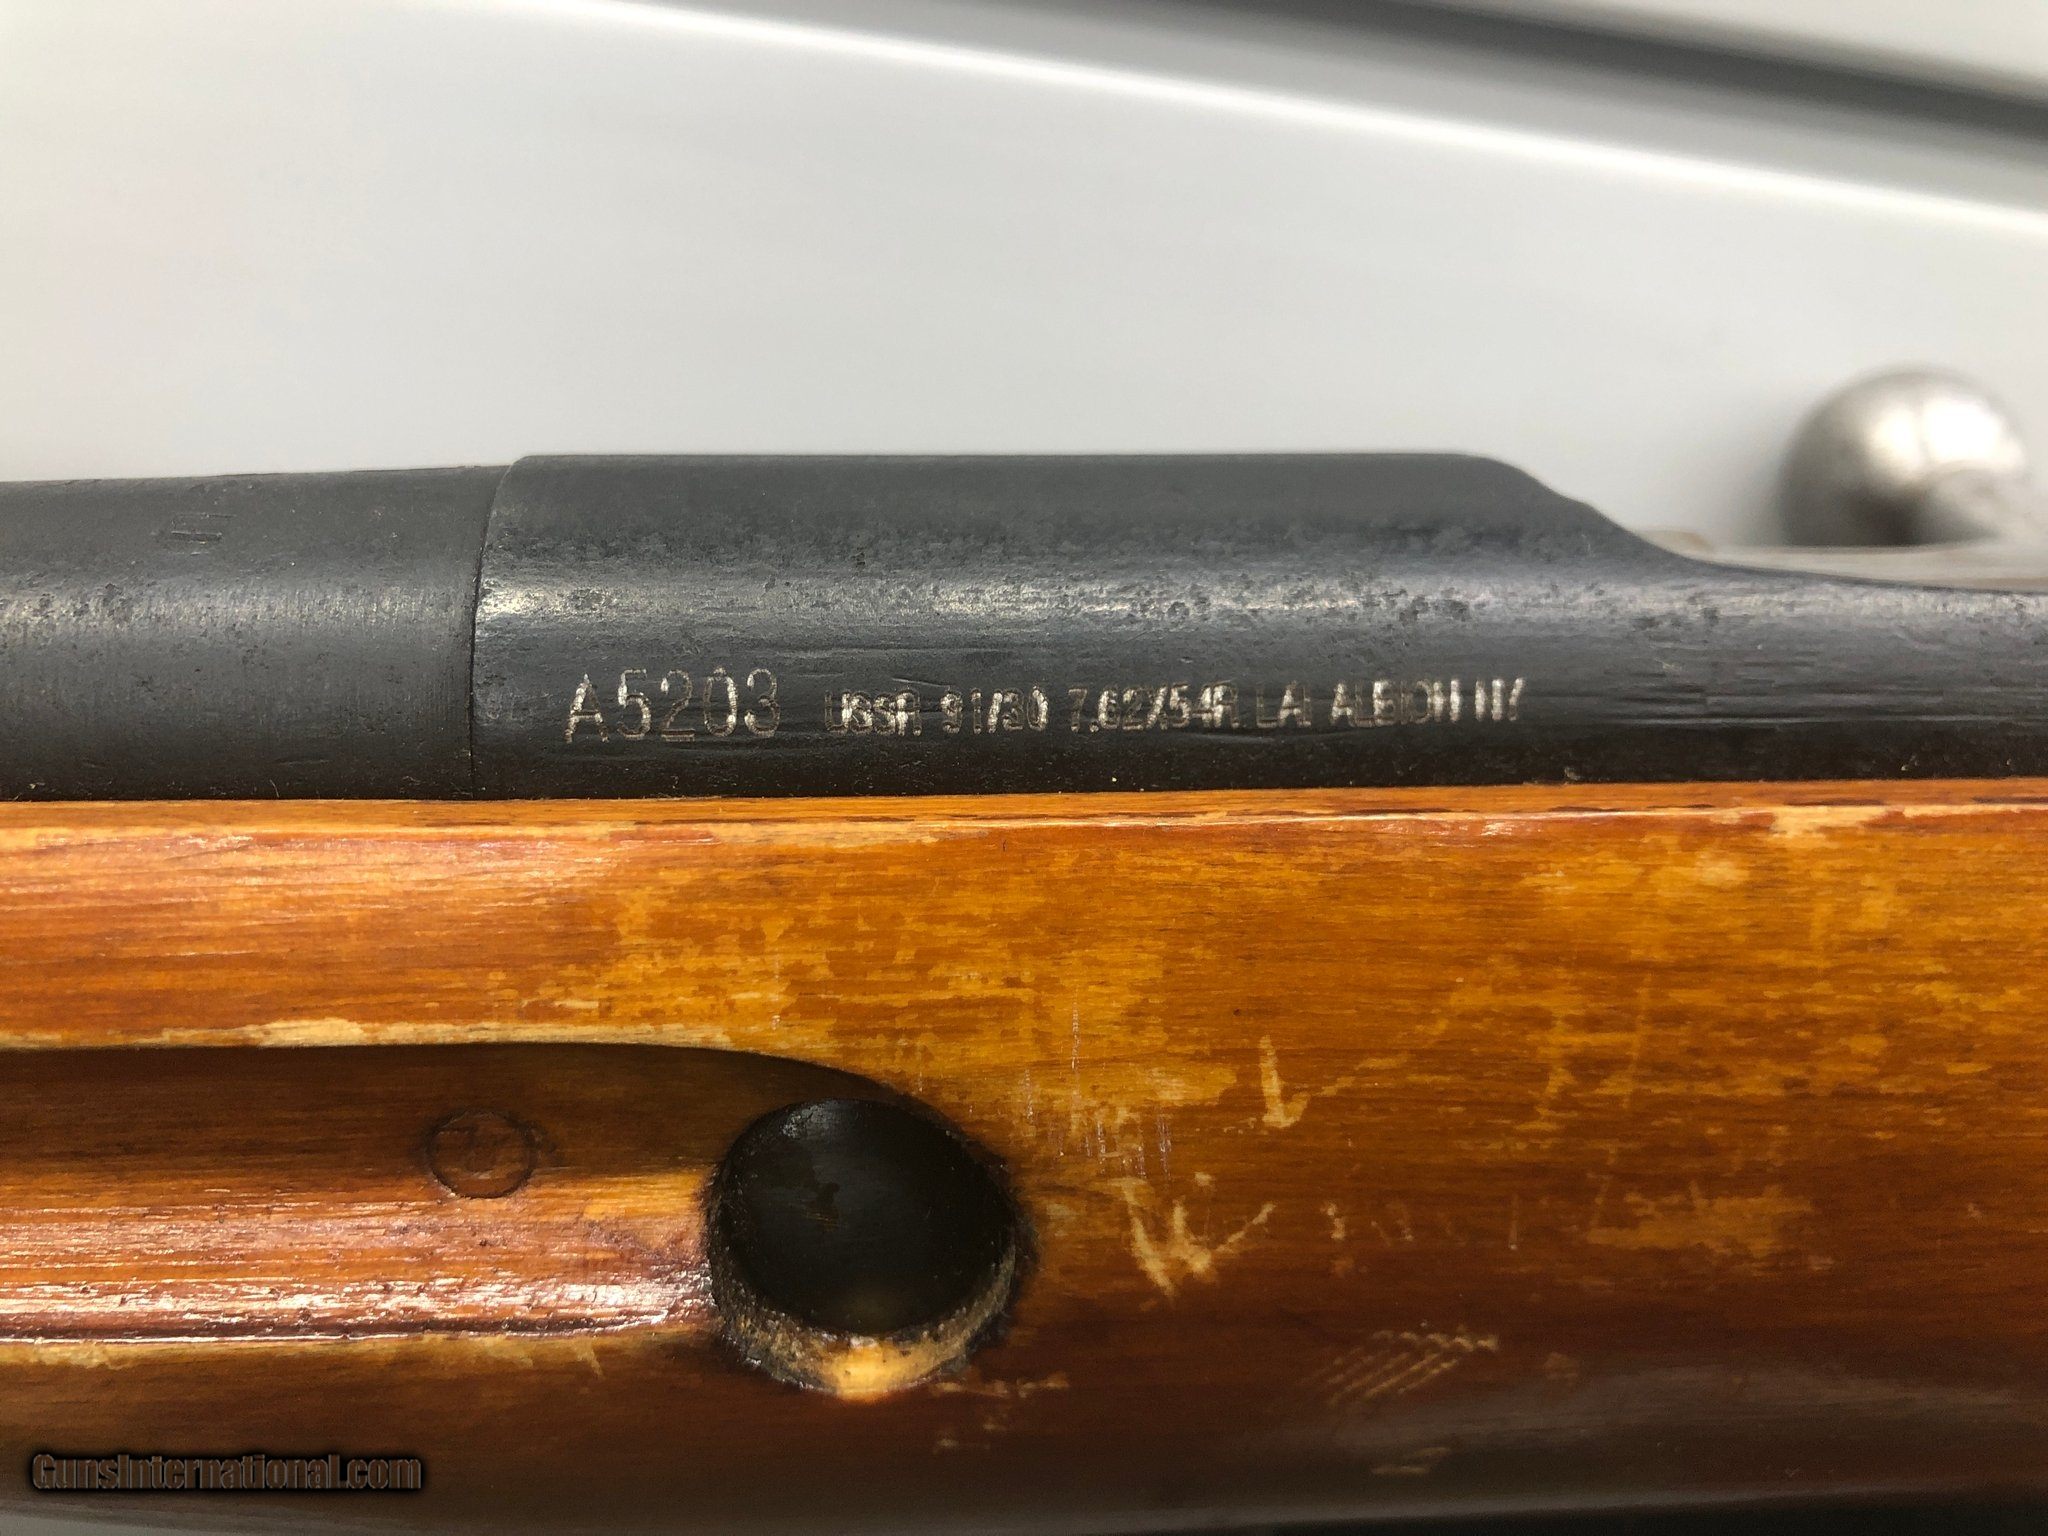 A5203 USSR 91/30 7.62X54R LAI ALBION NY
GunsInternational.com